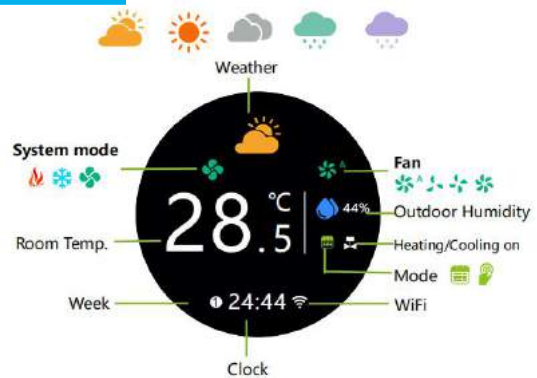 Weather
System mode
Fan
A
A
°C
28.5
44%
Outdoor Humidity
Room Temp.
Heating/Cooling on
Mode
Week
1 24:44
WiFi
Clock